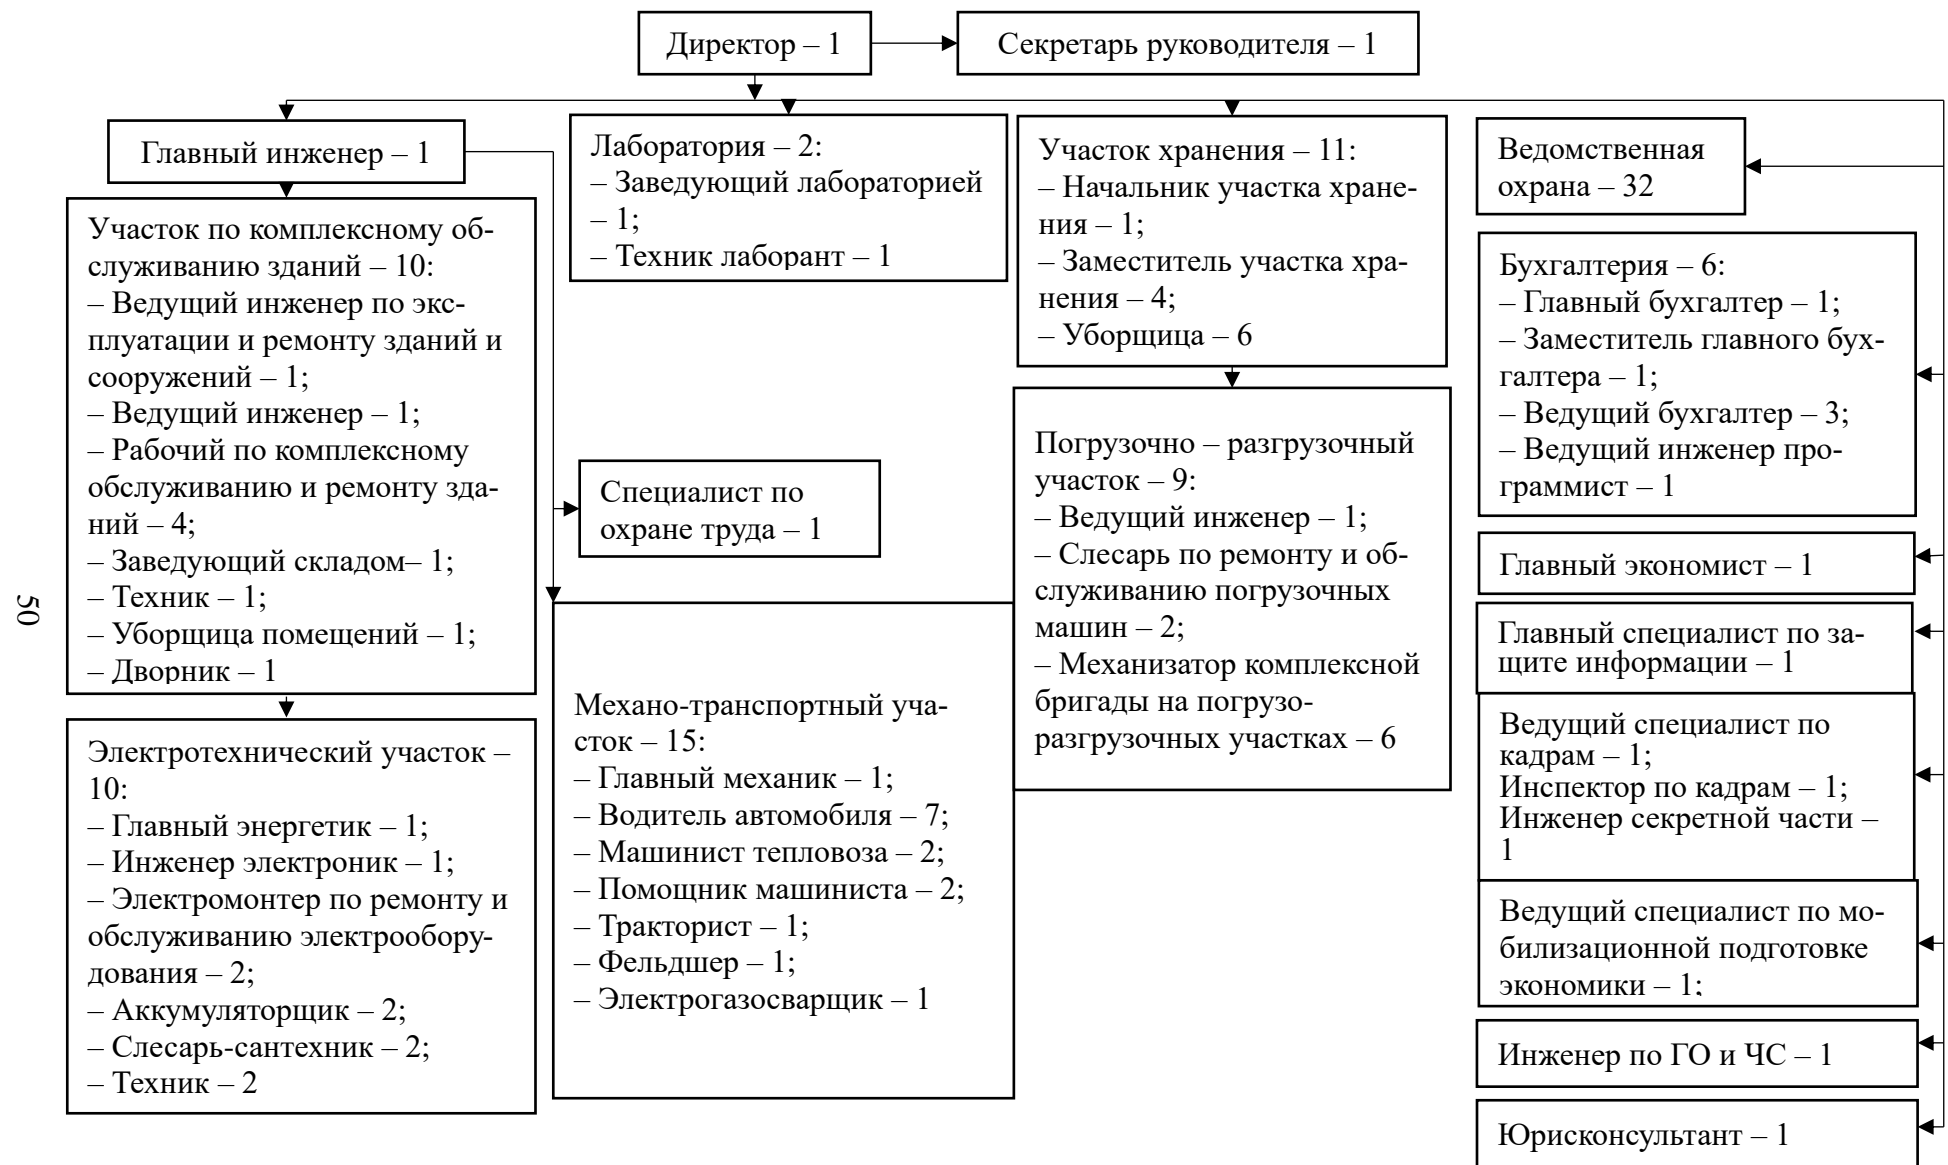 Директор – 1
Секретарь руководителя – 1
Главный инженер – 1
Участок по комплексному об-
служиванию зданий – 10:
– Ведущий инженер по экс-
плуатации и ремонту зданий и
сооружений – 1;
– Ведущий инженер – 1;
– Рабочий по комплексному
обслуживанию и ремонту зда-
ний – 4;
– Заведующий складом– 1;
– Техник – 1;
– Уборщица помещений – 1;
– Дворник – 1
Электротехнический участок –
10:
– Главный энергетик – 1;
– Инженер электроник – 1;
– Электромонтер по ремонту и
обслуживанию электрообору-
дования – 2;
– Аккумуляторщик – 2;
– Слесарь-сантехник – 2;
– Техник – 2
Лаборатория – 2:
– Заведующий лабораторией
– 1;
– Техник лаборант – 1
Специалист по
охране труда – 1
Механо-транспортный уча-
сток – 15:
– Главный механик – 1;
– Водитель автомобиля – 7;
– Машинист тепловоза – 2;
– Помощник машиниста – 2;
– Тракторист – 1;
– Фельдшер – 1;
– Электрогазосварщик – 1
Участок хранения – 11:
– Начальник участка хране-
ния – 1;
– Заместитель участка хра-
нения – 4;
– Уборщица – 6
Погрузочно – разгрузочный
участок – 9:
– Ведущий инженер – 1;
– Слесарь по ремонту и об-
служиванию погрузочных
машин – 2;
– Механизатор комплексной
бригады на погрузо-
разгрузочных участках – 6
Ведомственная
охрана – 32
Бухгалтерия – 6:
– Главный бухгалтер – 1;
– Заместитель главного бух-
галтера – 1;
– Ведущий бухгалтер – 3;
– Ведущий инженер про-
граммист – 1
Главный экономист – 1
Главный специалист по за-
щите информации – 1
Ведущий специалист по
кадрам – 1;
Инспектор по кадрам – 1;
Инженер секретной части –
1
Ведущий специалист по мо-
билизационной подготовке
экономики – 1;
Инженер по ГО и ЧС – 1
Юрисконсультант – 1
50